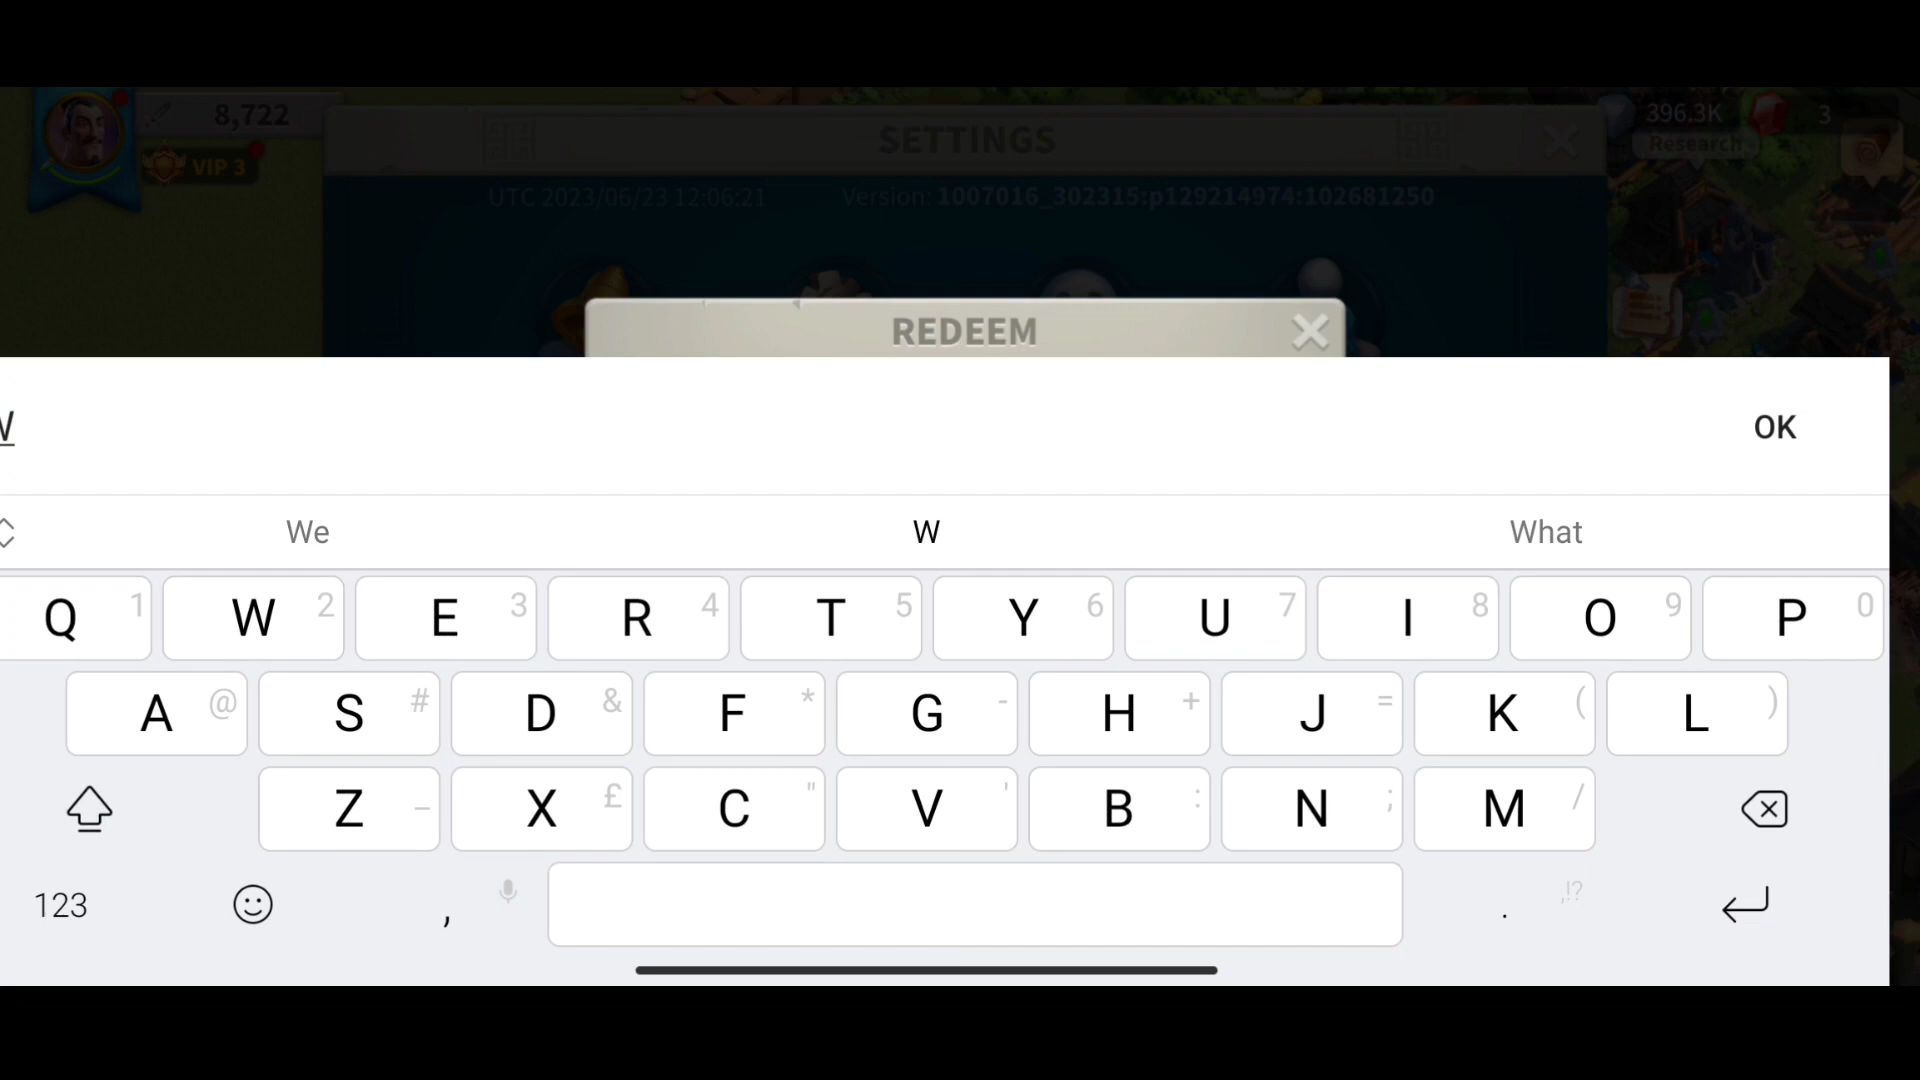 8,722
SETTINGS
396.3K
3
Research
VIP 3
UTC 2023/06/23 12:06:21
Version: 1007016_302315:p129214974:102681250
REDEEM
W
OK
We
W
What
Q 1 W 2 E 3 R 4 T 5 Y 6 U 7 I 8 O 9 P 0
A @ S # D & F * G - H + J = K ( L )
Z _ X £ C " V ' B : N ; M /
123 , . ,!?